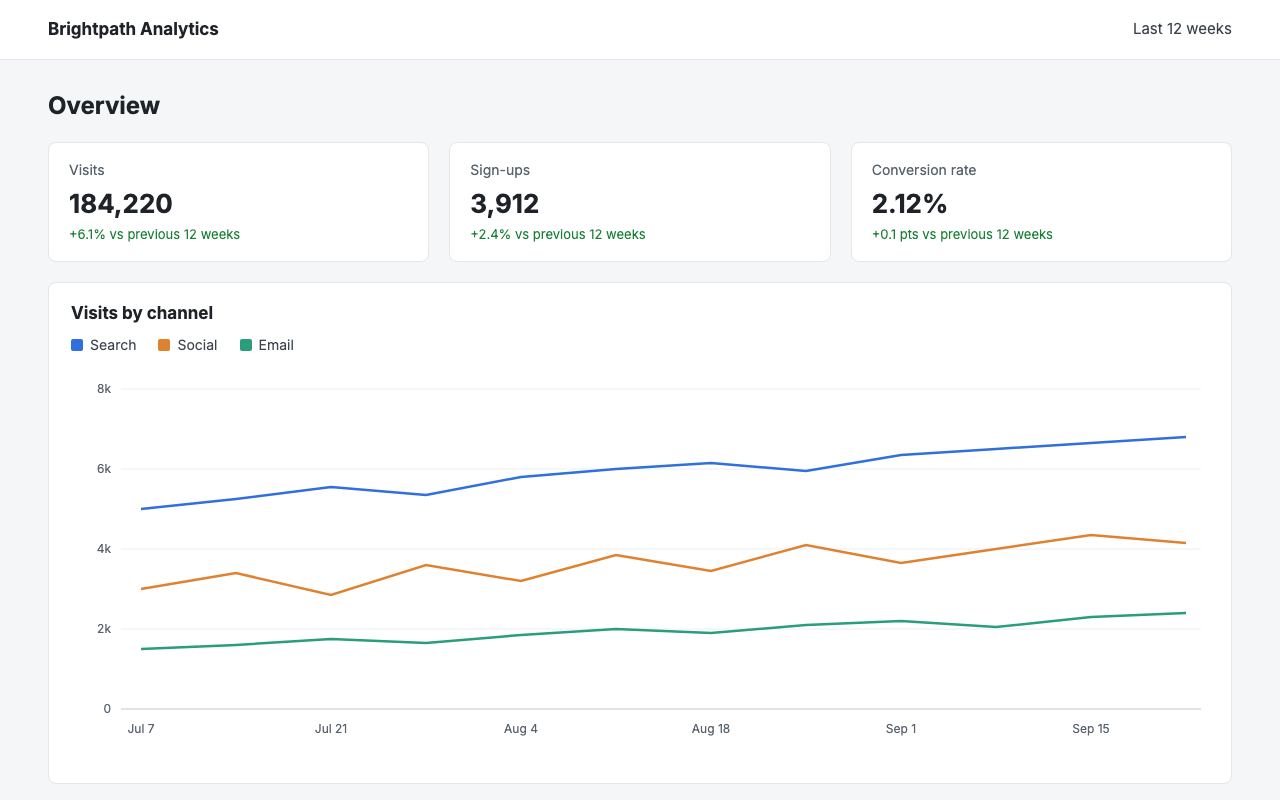 Brightpath Analytics
Last 12 weeks
Overview
Visits
184,220
+6.1% vs previous 12 weeks
Sign-ups
3,912
+2.4% vs previous 12 weeks
Conversion rate
2.12%
+0.1 pts vs previous 12 weeks
Visits by channel
Search Social Email
8k
6k
4k
2k
0
Jul 7 Jul 21 Aug 4 Aug 18 Sep 1 Sep 15